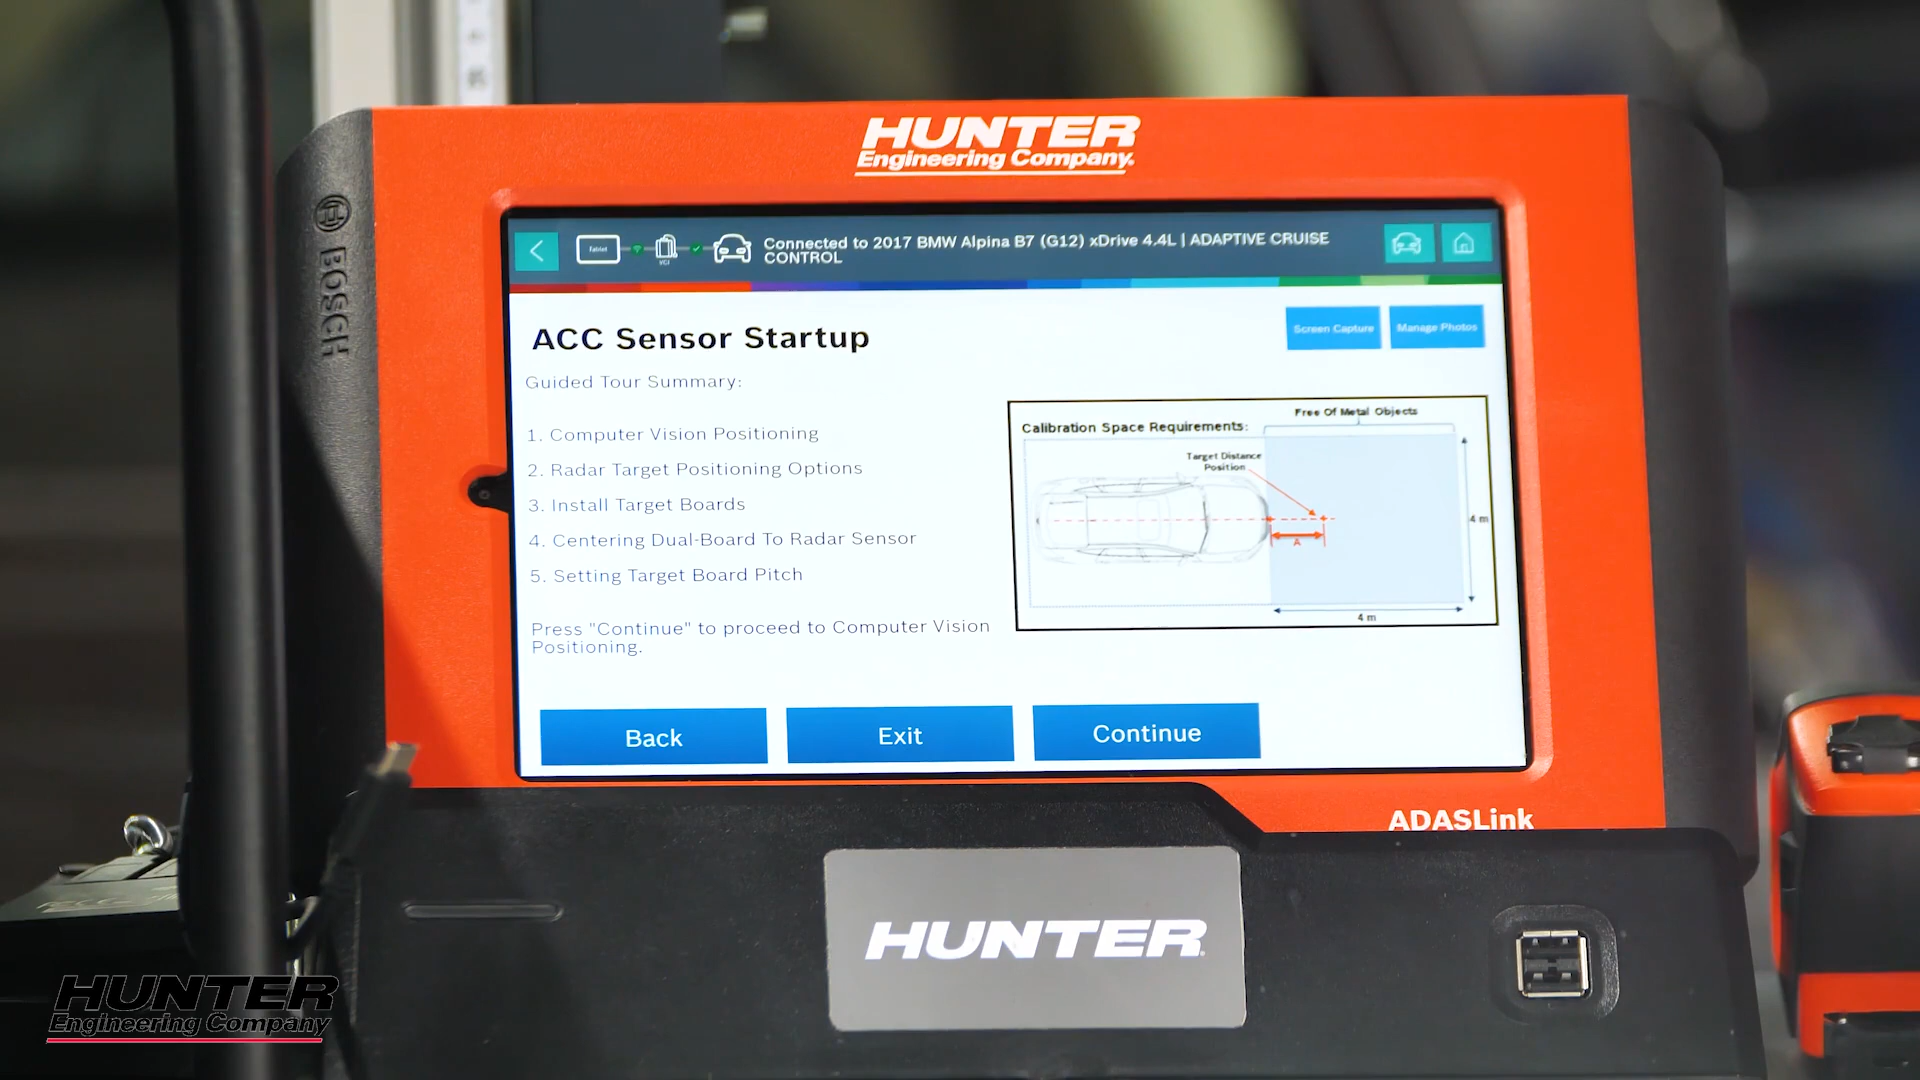 HUNTER
Engineering Company.
BOSCH
Tablet
VCI
Connected to 2017 BMW Alpina B7 (G12) xDrive 4.4L | ADAPTIVE CRUISE
CONTROL
ACC Sensor Startup
Screen Capture
Manage Photos
Guided Tour Summary:
1. Computer Vision Positioning
2. Radar Target Positioning Options
3. Install Target Boards
4. Centering Dual-Board To Radar Sensor
5. Setting Target Board Pitch
Press "Continue" to proceed to Computer Vision
Positioning.
Free Of Metal Objects
Calibration Space Requirements:
Target Distance
Position
A
4 m
4 m
Back
Exit
Continue
ADASLink
HUNTER
HUNTER
Engineering Company